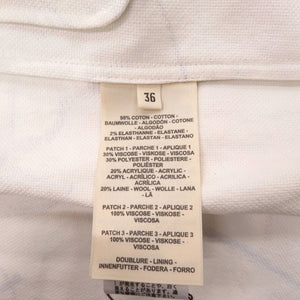 36
98% COTON - COTTON -
BAUMWOLLE - ALGODÓN - COTONE
- ALGODÃO
2% ELASTHANNE - ELASTANE -
ELASTHAN - ELASTAN - ELASTANO
PATCH 1 - PARCHE 1 - APLIQUE 1
30% VISCOSE - VISKOSE - VISCOSA
30% POLYESTER - POLIESTERE -
POLIÉSTER
20% ACRYLIQUE - ACRYLIC -
ACRYL - ACRÍLICO - ACRILICA -
ACRÍLICA
20% LAINE - WOOL - WOLLE - LANA -
LÃ
PATCH 2 - PARCHE 2 - APLIQUE 2
100% VISCOSE - VISKOSE -
VISCOSA
PATCH 3 - PARCHE 3 - APLIQUE 3
100% VISCOSE - VISKOSE -
VISCOSA
DOUBLURE - LINING -
INNENFUTTER - FODERA - FORRO